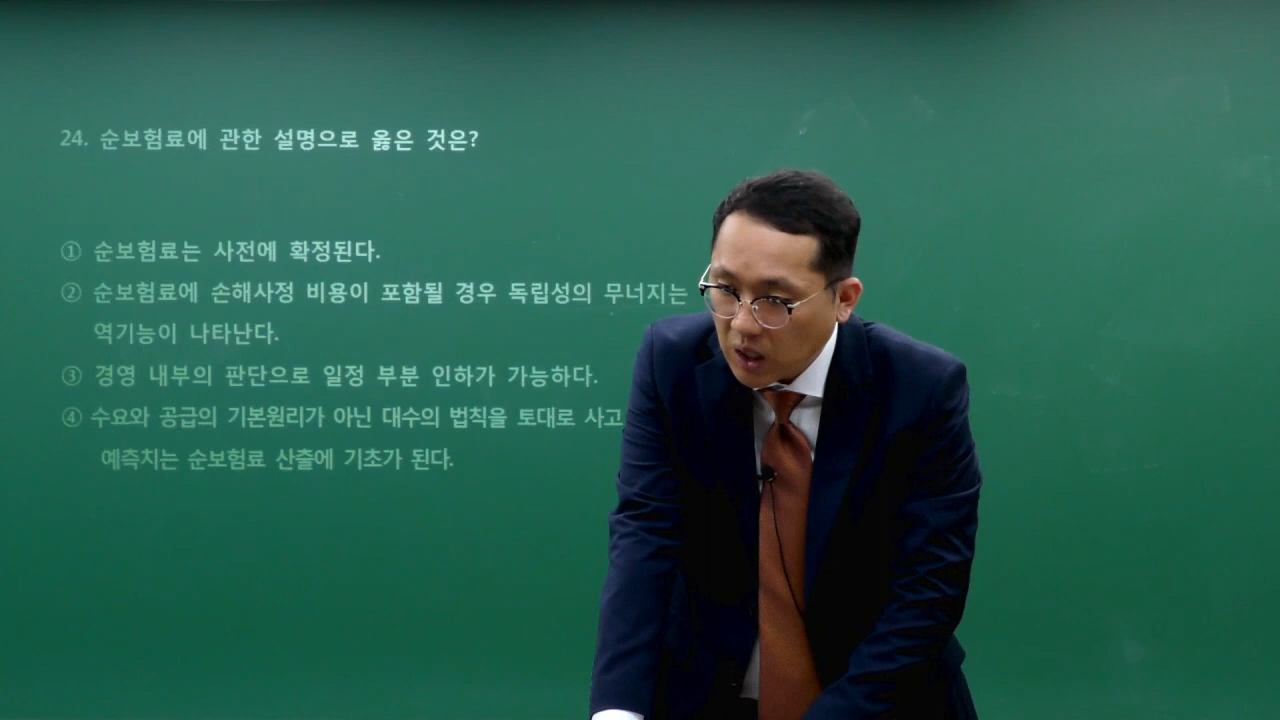 24. 순보험료에 관한 설명으로 옳은 것은?
① 순보험료는 사전에 확정된다.
② 순보험료에 손해사정 비용이 포함될 경우 독립성의 무너지는
역기능이 나타난다.
③ 경영 내부의 판단으로 일정 부분 인하가 가능하다.
④ 수요와 공급의 기본원리가 아닌 대수의 법칙을 토대로 사고
예측치는 순보험료 산출에 기초가 된다.